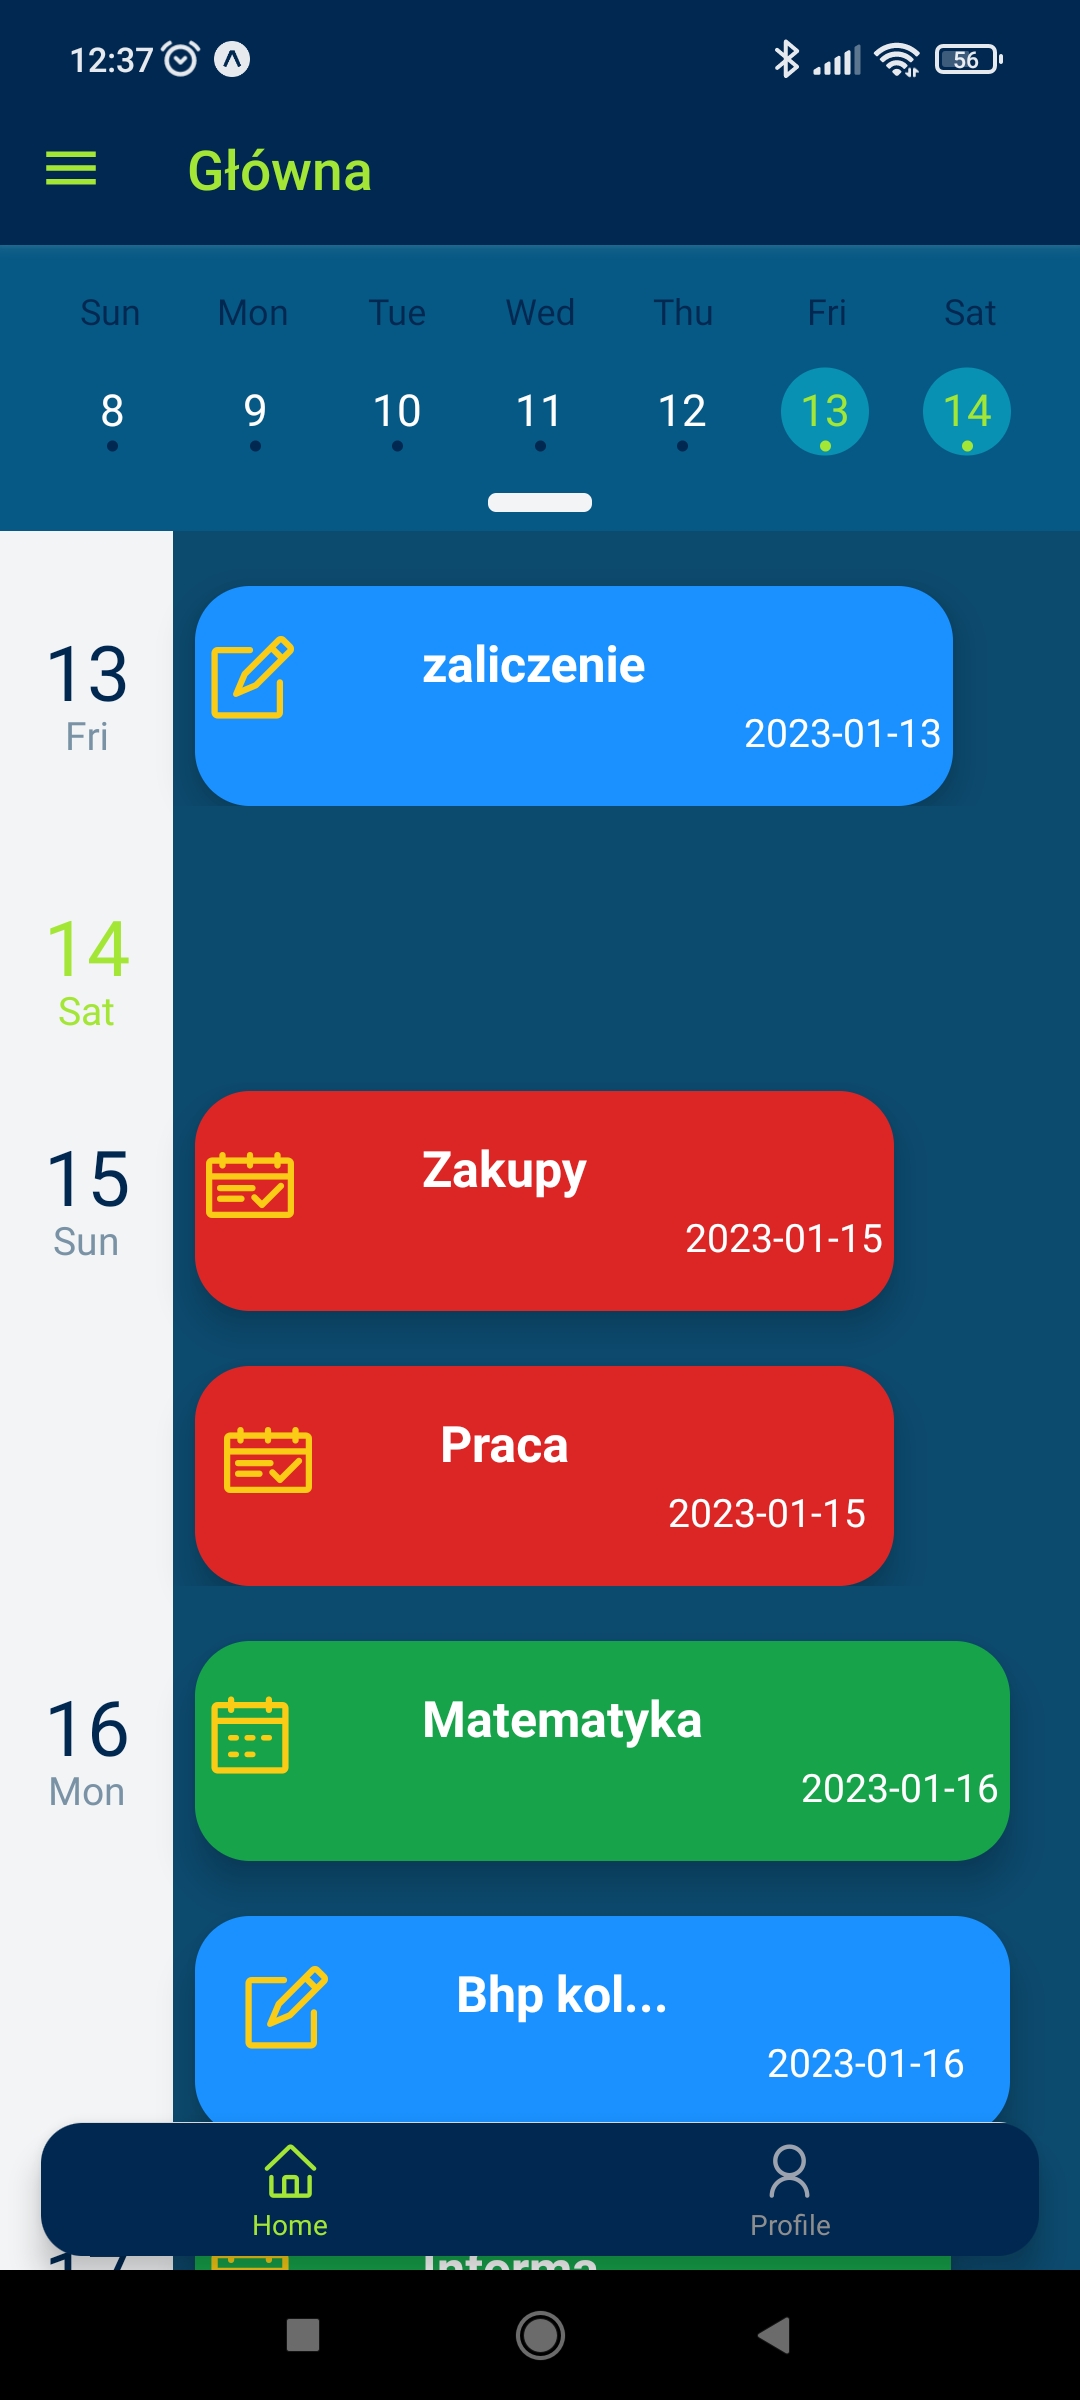 12:37 56
Główna
Sun Mon Tue Wed Thu Fri Sat
8 9 10 11 12 13 14
13
Fri
zaliczenie
2023-01-13
14
Sat
15
Sun
Zakupy
2023-01-15
Praca
2023-01-15
16
Mon
Matematyka
2023-01-16
Bhp kol...
2023-01-16
Home Profile
17 Informa